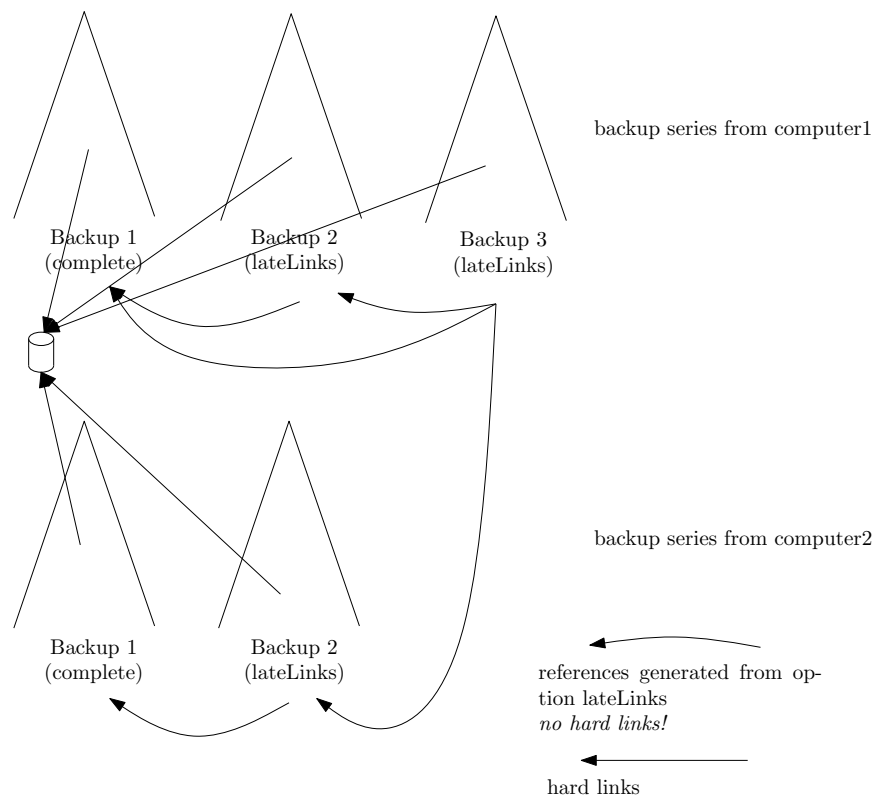 backup series from computer1
Backup 1
(complete)
Backup 2
(lateLinks)
Backup 3
(lateLinks)
backup series from computer2
Backup 1
(complete)
Backup 2
(lateLinks)
references generated from op-
tion lateLinks
no hard links!
hard links